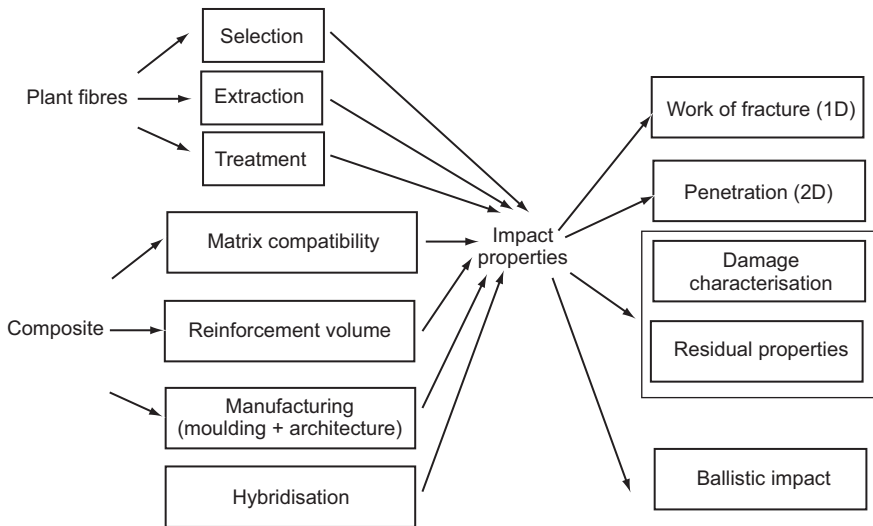 Plant fibres
Selection
Extraction
Treatment
Composite
Matrix compatibility
Reinforcement volume
Manufacturing
(moulding + architecture)
Hybridisation
Impact
properties
Work of fracture (1D)
Penetration (2D)
Damage
characterisation
Residual properties
Ballistic impact